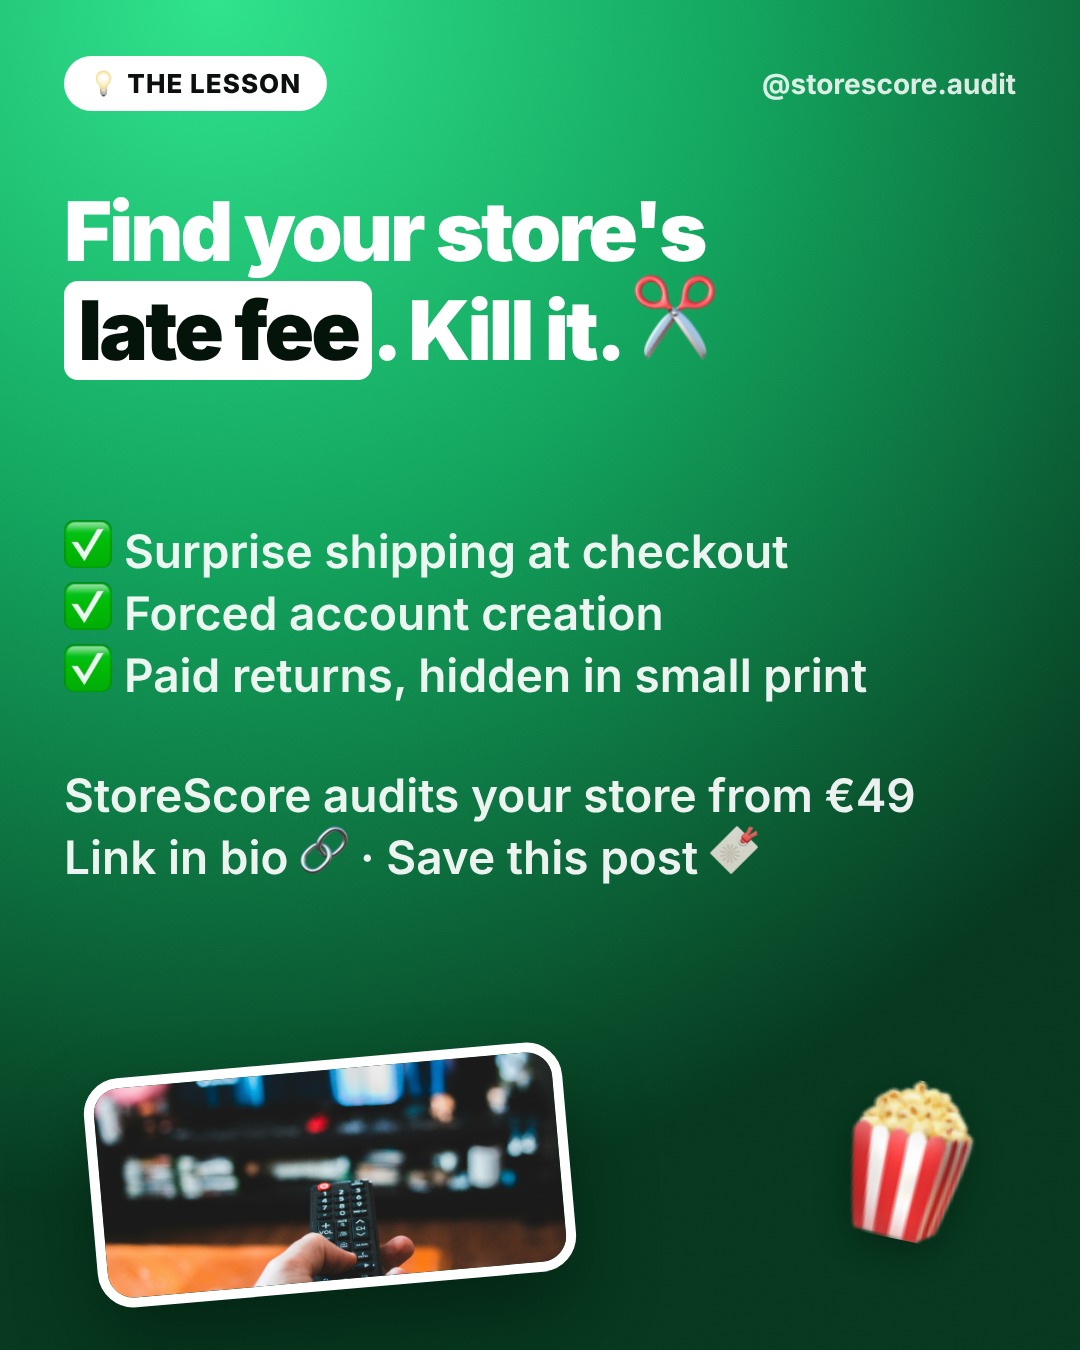 💡 THE LESSON
@storescore.audit
Find your store's
late fee. Kill it. ✂️
✅ Surprise shipping at checkout
✅ Forced account creation
✅ Paid returns, hidden in small print
StoreScore audits your store from €49
Link in bio 🔗 · Save this post